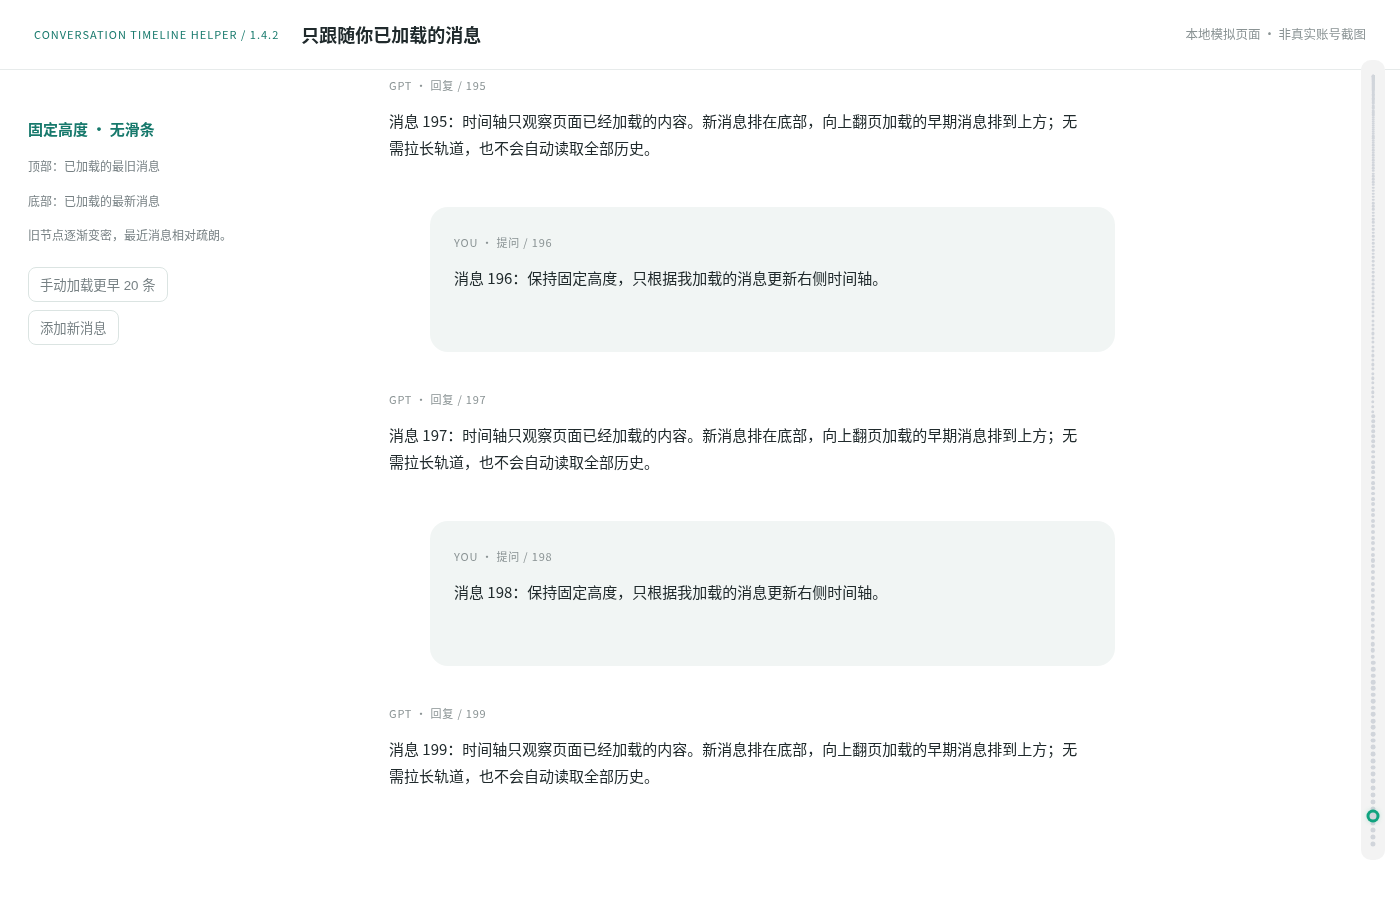 CONVERSATION TIMELINE HELPER / 1.4.2
只跟随你已加载的消息
本地模拟页面 · 非真实账号截图
固定高度 · 无滑条
顶部：已加载的最旧消息
底部：已加载的最新消息
旧节点逐渐变密，最近消息相对疏朗。
手动加载更早 20 条
添加新消息
GPT · 回复 / 195
消息 195：时间轴只观察页面已经加载的内容。新消息排在底部，向上翻页加载的早期消息排到上方；无
需拉长轨道，也不会自动读取全部历史。
YOU · 提问 / 196
消息 196：保持固定高度，只根据我加载的消息更新右侧时间轴。
GPT · 回复 / 197
消息 197：时间轴只观察页面已经加载的内容。新消息排在底部，向上翻页加载的早期消息排到上方；无
需拉长轨道，也不会自动读取全部历史。
YOU · 提问 / 198
消息 198：保持固定高度，只根据我加载的消息更新右侧时间轴。
GPT · 回复 / 199
消息 199：时间轴只观察页面已经加载的内容。新消息排在底部，向上翻页加载的早期消息排到上方；无
需拉长轨道，也不会自动读取全部历史。